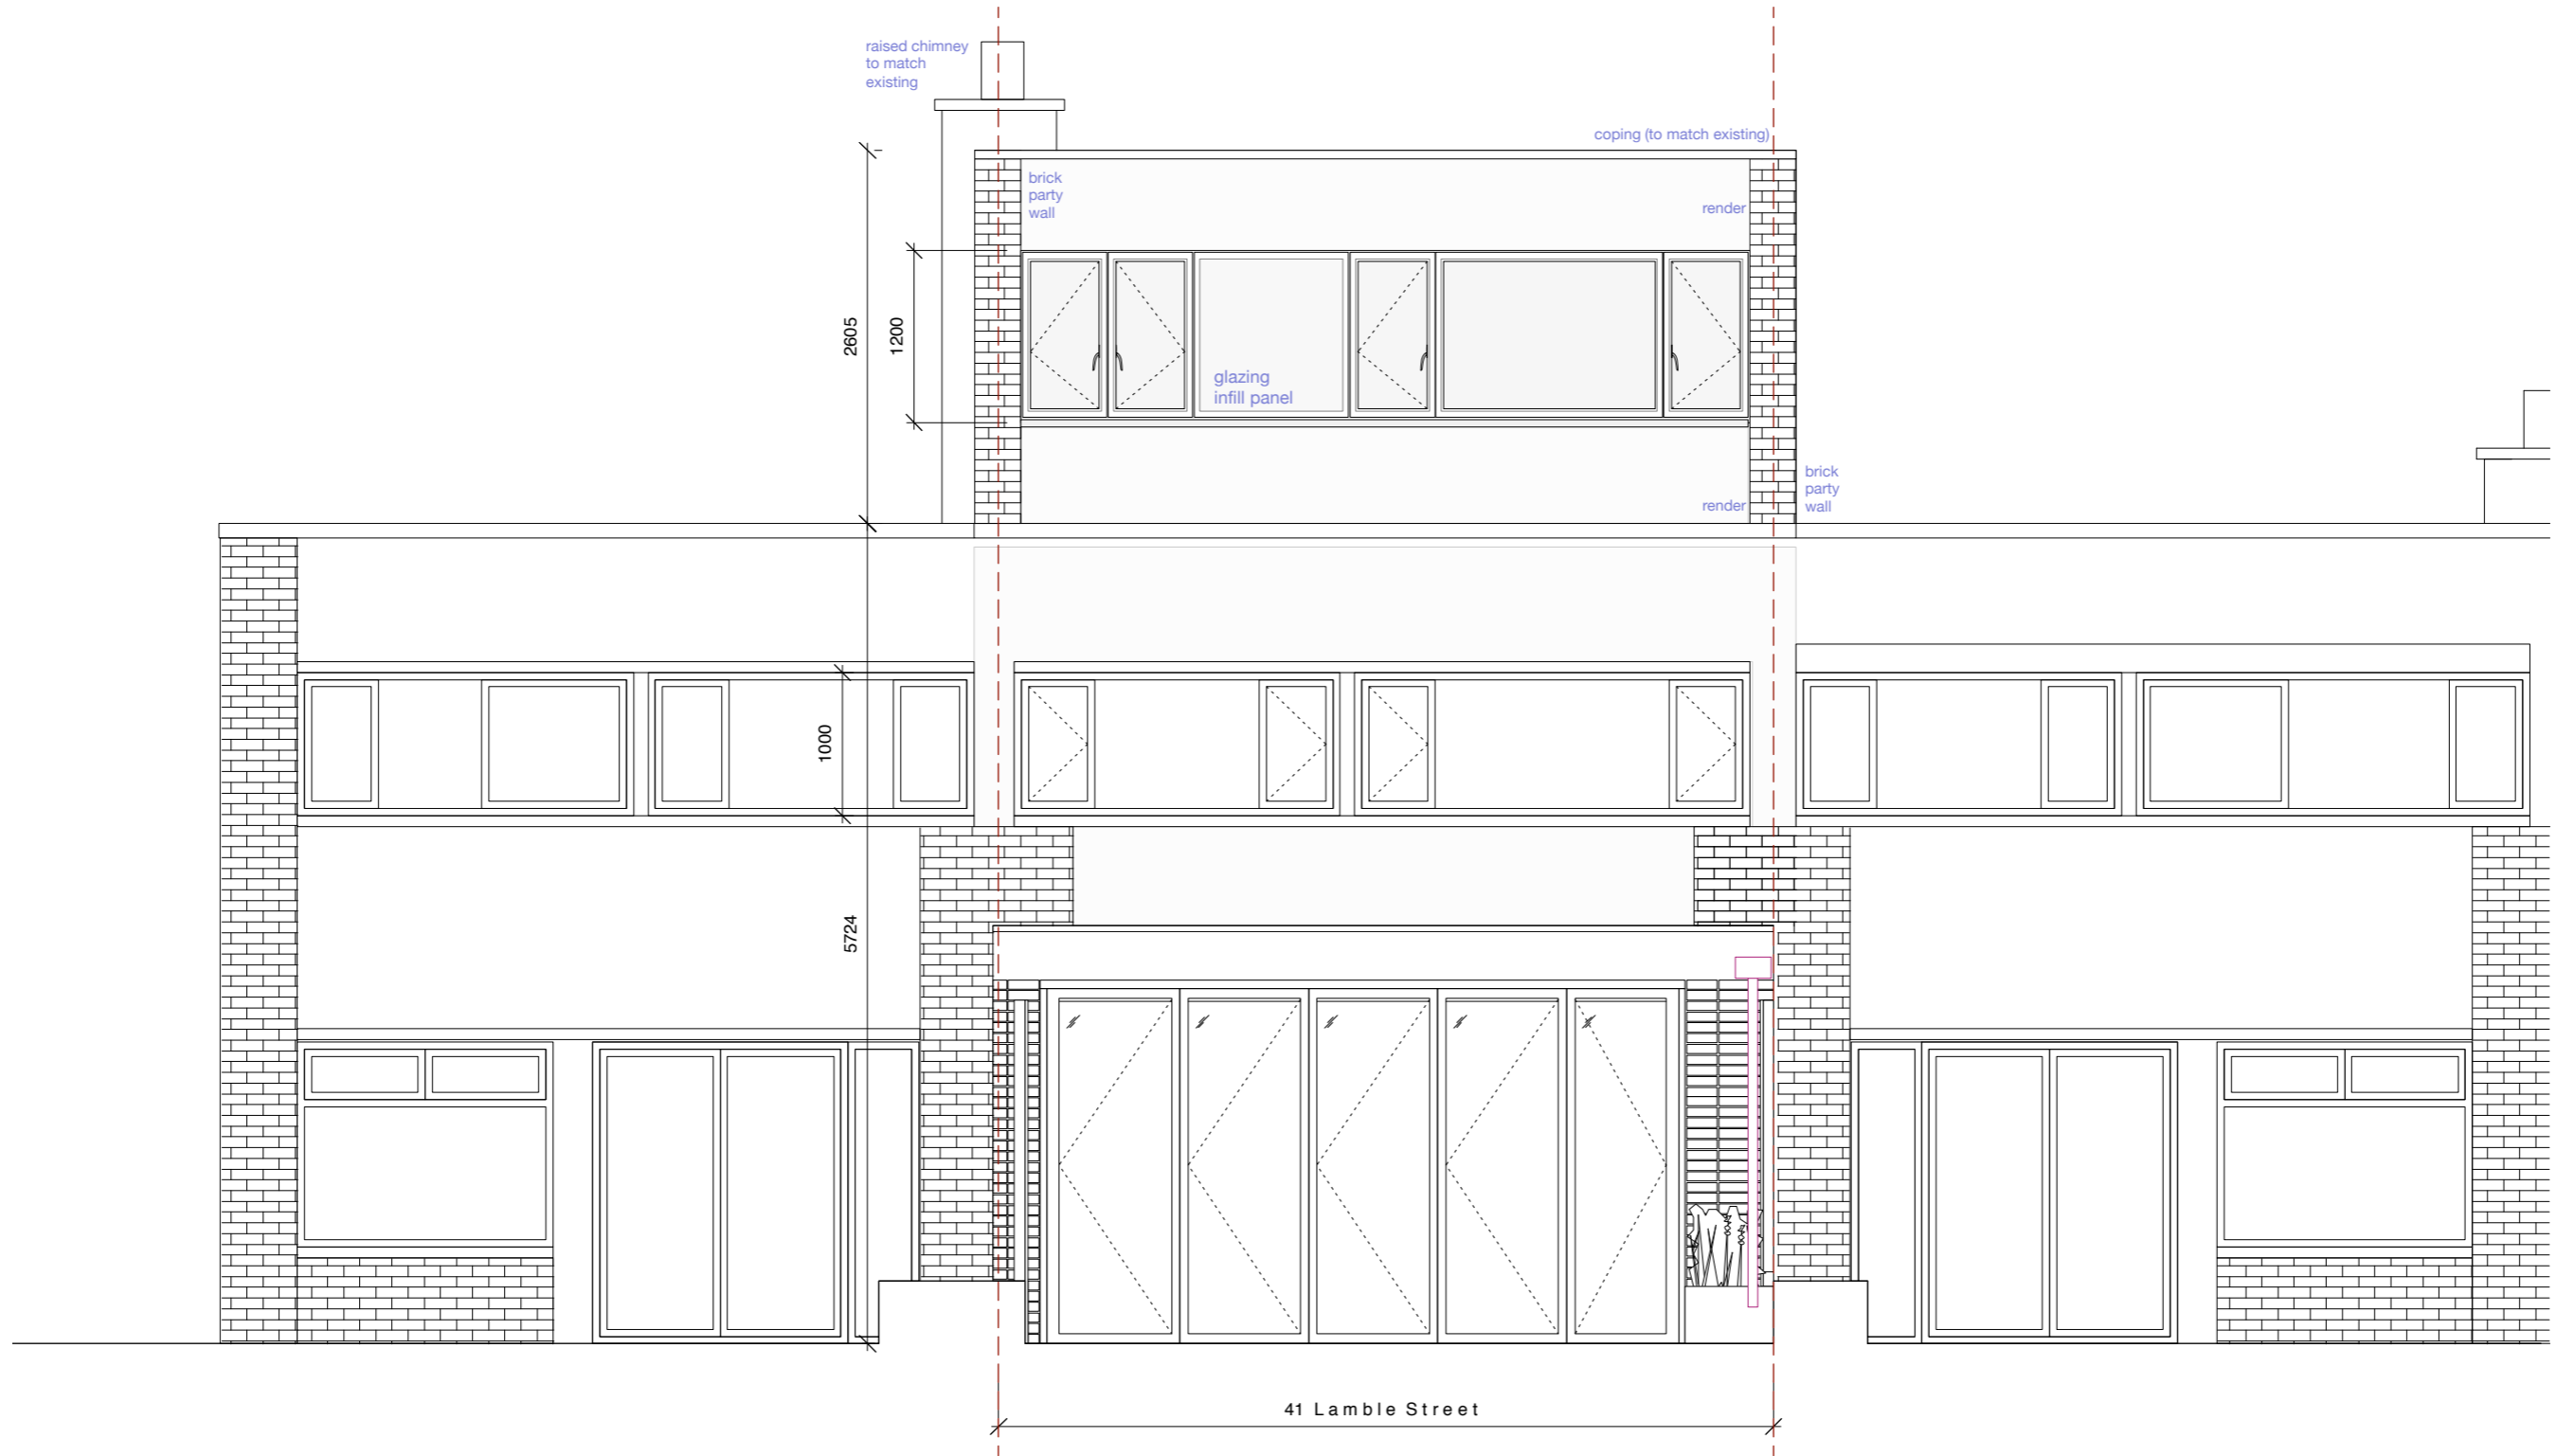 raised chimney
to match
existing
coping (to match existing)
brick
party
wall
render
2605
1200
glazing
infill panel
brick
party
wall
render
1000
5724
41 Lamble Street